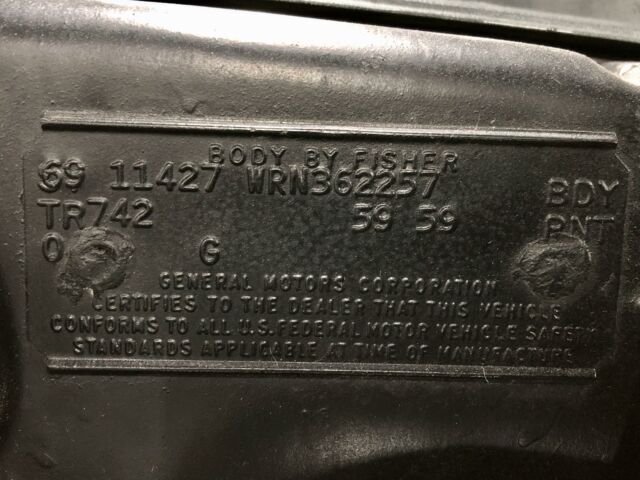 BODY BY FISHER
69 11427 WRN362257 BDY
TR742 59 59 PNT
0 G
GENERAL MOTORS CORPORATION
CERTIFIES TO THE DEALER THAT THIS VEHICLE
CONFORMS TO ALL U.S. FEDERAL MOTOR VEHICLE SAFETY
STANDARDS APPLICABLE AT TIME OF MANUFACTURE